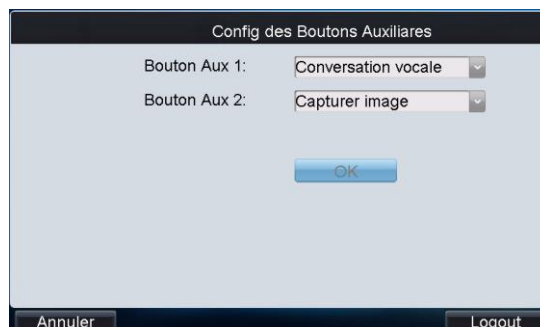 Config des Boutons Auxiliares
Bouton Aux 1: Conversation vocale
Bouton Aux 2: Capturer image
OK
Annuler Logout